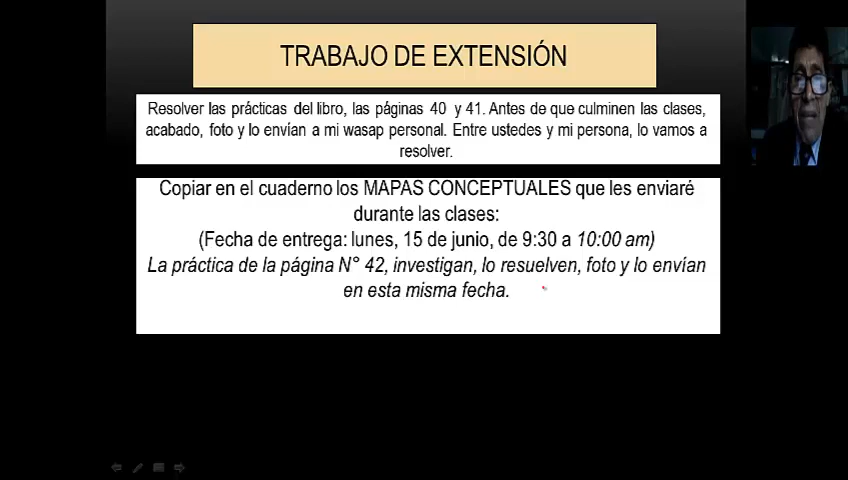 TRABAJO DE EXTENSIÓN
Resolver las prácticas del libro, las páginas 40 y 41. Antes de que culminen las clases,
acabado, foto y lo envían a mi wasap personal. Entre ustedes y mi persona, lo vamos a
resolver.
Copiar en el cuaderno los MAPAS CONCEPTUALES que les enviaré
durante las clases:
(Fecha de entrega: lunes, 15 de junio, de 9:30 a 10:00 am)
La práctica de la página N° 42, investigan, lo resuelven, foto y lo envían
en esta misma fecha.